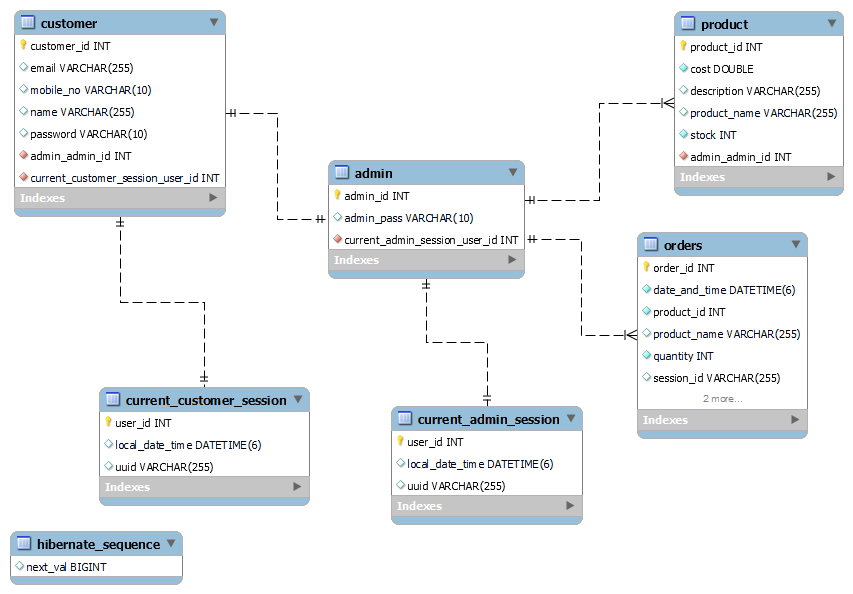 customer
customer_id INT
email VARCHAR(255)
mobile_no VARCHAR(10)
name VARCHAR(255)
password VARCHAR(10)
admin_admin_id INT
current_customer_session_user_id INT
Indexes
admin
admin_id INT
admin_pass VARCHAR(10)
current_admin_session_user_id INT
Indexes
product
product_id INT
cost DOUBLE
description VARCHAR(255)
product_name VARCHAR(255)
stock INT
admin_admin_id INT
Indexes
orders
order_id INT
date_and_time DATETIME(6)
product_id INT
product_name VARCHAR(255)
quantity INT
session_id VARCHAR(255)
2 more...
Indexes
current_customer_session
user_id INT
local_date_time DATETIME(6)
uuid VARCHAR(255)
Indexes
current_admin_session
user_id INT
local_date_time DATETIME(6)
uuid VARCHAR(255)
Indexes
hibernate_sequence
next_val BIGINT